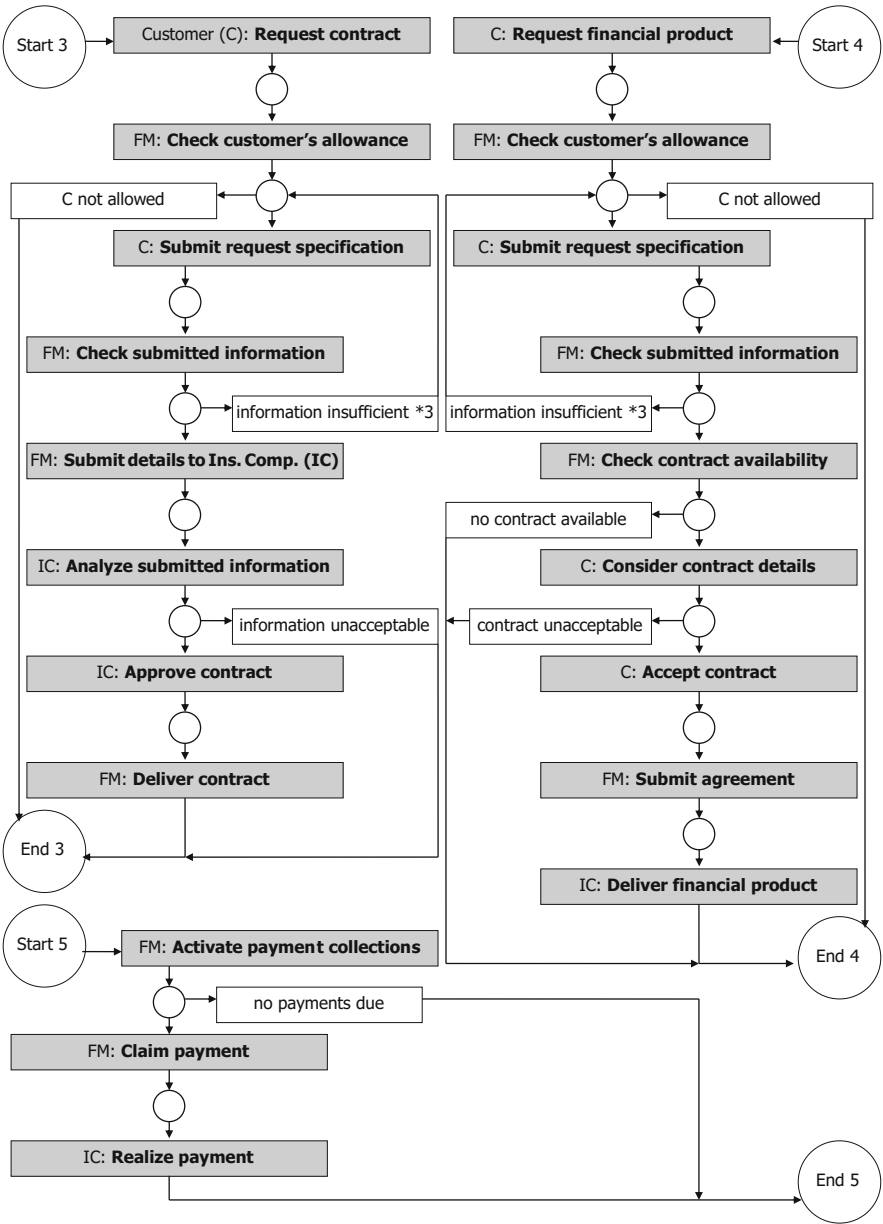 Start 3
Customer (C): Request contract
C: Request financial product
Start 4
FM: Check customer's allowance
FM: Check customer's allowance
C not allowed
C not allowed
C: Submit request specification
C: Submit request specification
FM: Check submitted information
FM: Check submitted information
information insufficient *3
information insufficient *3
FM: Submit details to Ins. Comp. (IC)
FM: Check contract availability
no contract available
IC: Analyze submitted information
C: Consider contract details
information unacceptable
contract unacceptable
IC: Approve contract
C: Accept contract
FM: Deliver contract
FM: Submit agreement
End 3
IC: Deliver financial product
Start 5
FM: Activate payment collections
End 4
no payments due
FM: Claim payment
IC: Realize payment
End 5